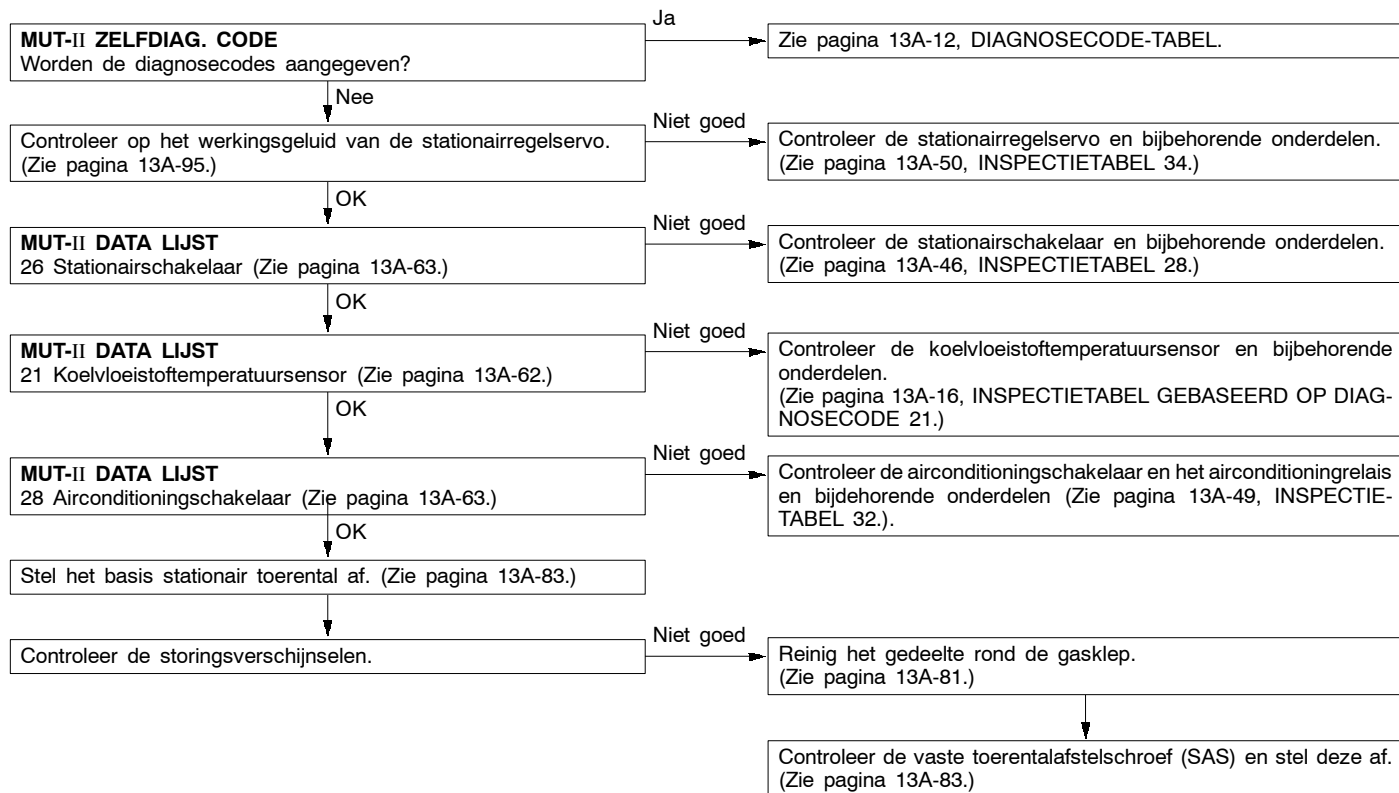 MUT-II ZELFDIAG. CODE
Worden de diagnosecodes aangegeven?
Ja
Zie pagina 13A-12, DIAGNOSECODE-TABEL.
Nee
Controleer op het werkingsgeluid van de stationairregelservo.
(Zie pagina 13A-95.)
Niet goed
Controleer de stationairregelservo en bijbehorende onderdelen.
(Zie pagina 13A-50, INSPECTIETABEL 34.)
OK
MUT-II DATA LIJST
26 Stationairschakelaar (Zie pagina 13A-63.)
Niet goed
Controleer de stationairschakelaar en bijbehorende onderdelen.
(Zie pagina 13A-46, INSPECTIETABEL 28.)
OK
MUT-II DATA LIJST
21 Koelvloeistoftemperatuursensor (Zie pagina 13A-62.)
Niet goed
Controleer de koelvloeistoftemperatuursensor en bijbehorende
onderdelen.
(Zie pagina 13A-16, INSPECTIETABEL GEBASEERD OP DIAG-
NOSECODE 21.)
OK
MUT-II DATA LIJST
28 Airconditioningschakelaar (Zie pagina 13A-63.)
Niet goed
Controleer de airconditioningschakelaar en het airconditioningrelais
en bijdehorende onderdelen (Zie pagina 13A-49, INSPECTIE-
TABEL 32.).
OK
Stel het basis stationair toerental af. (Zie pagina 13A-83.)
Controleer de storingsverschijnselen.
Niet goed
Reinig het gedeelte rond de gasklep.
(Zie pagina 13A-81.)
Controleer de vaste toerentalafstelschroef (SAS) en stel deze af.
(Zie pagina 13A-83.)